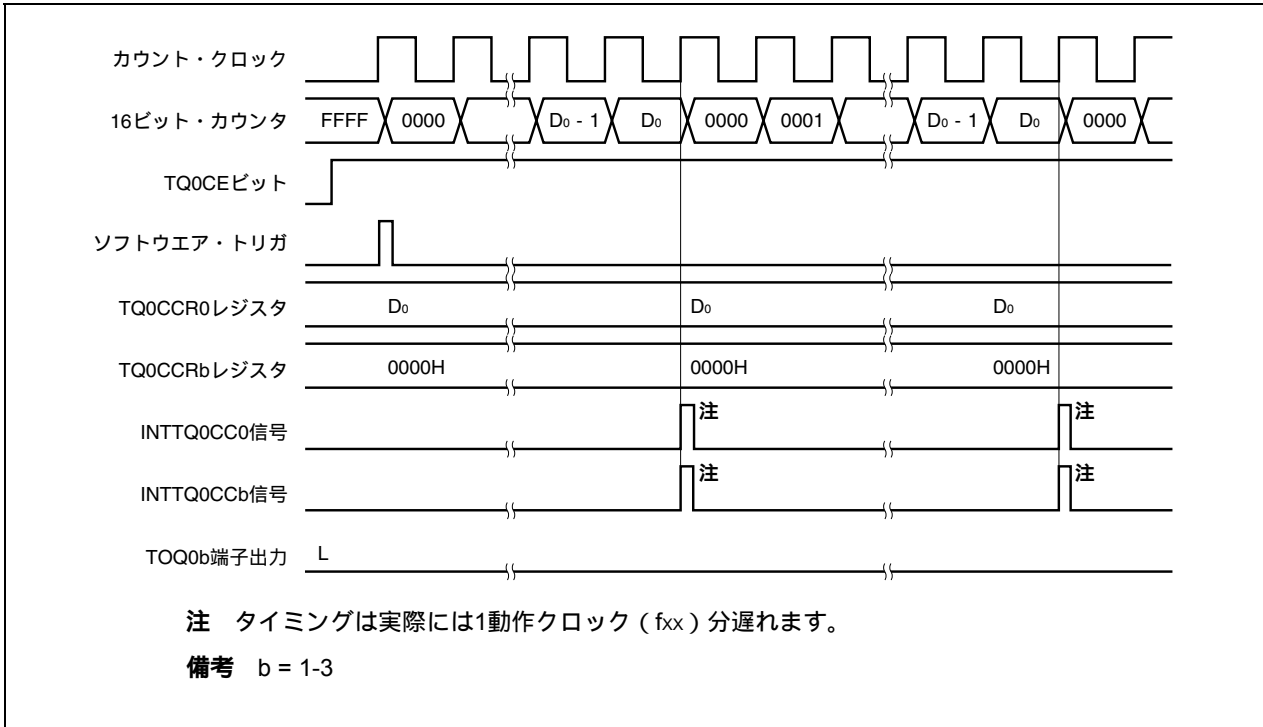 カウント・クロック
16ビット・カウンタ FFFF 0000 D0 - 1 D0 0000 0001 D0 - 1 D0 0000
TQ0CEビット
ソフトウエア・トリガ
TQ0CCR0レジスタ D0 D0 D0
TQ0CCRbレジスタ 0000H 0000H 0000H
INTTQ0CC0信号 注 注
INTTQ0CCb信号 注 注
TOQ0b端子出力 L
注 タイミングは実際には1動作クロック（fxx）分遅れます。
備考 b = 1-3